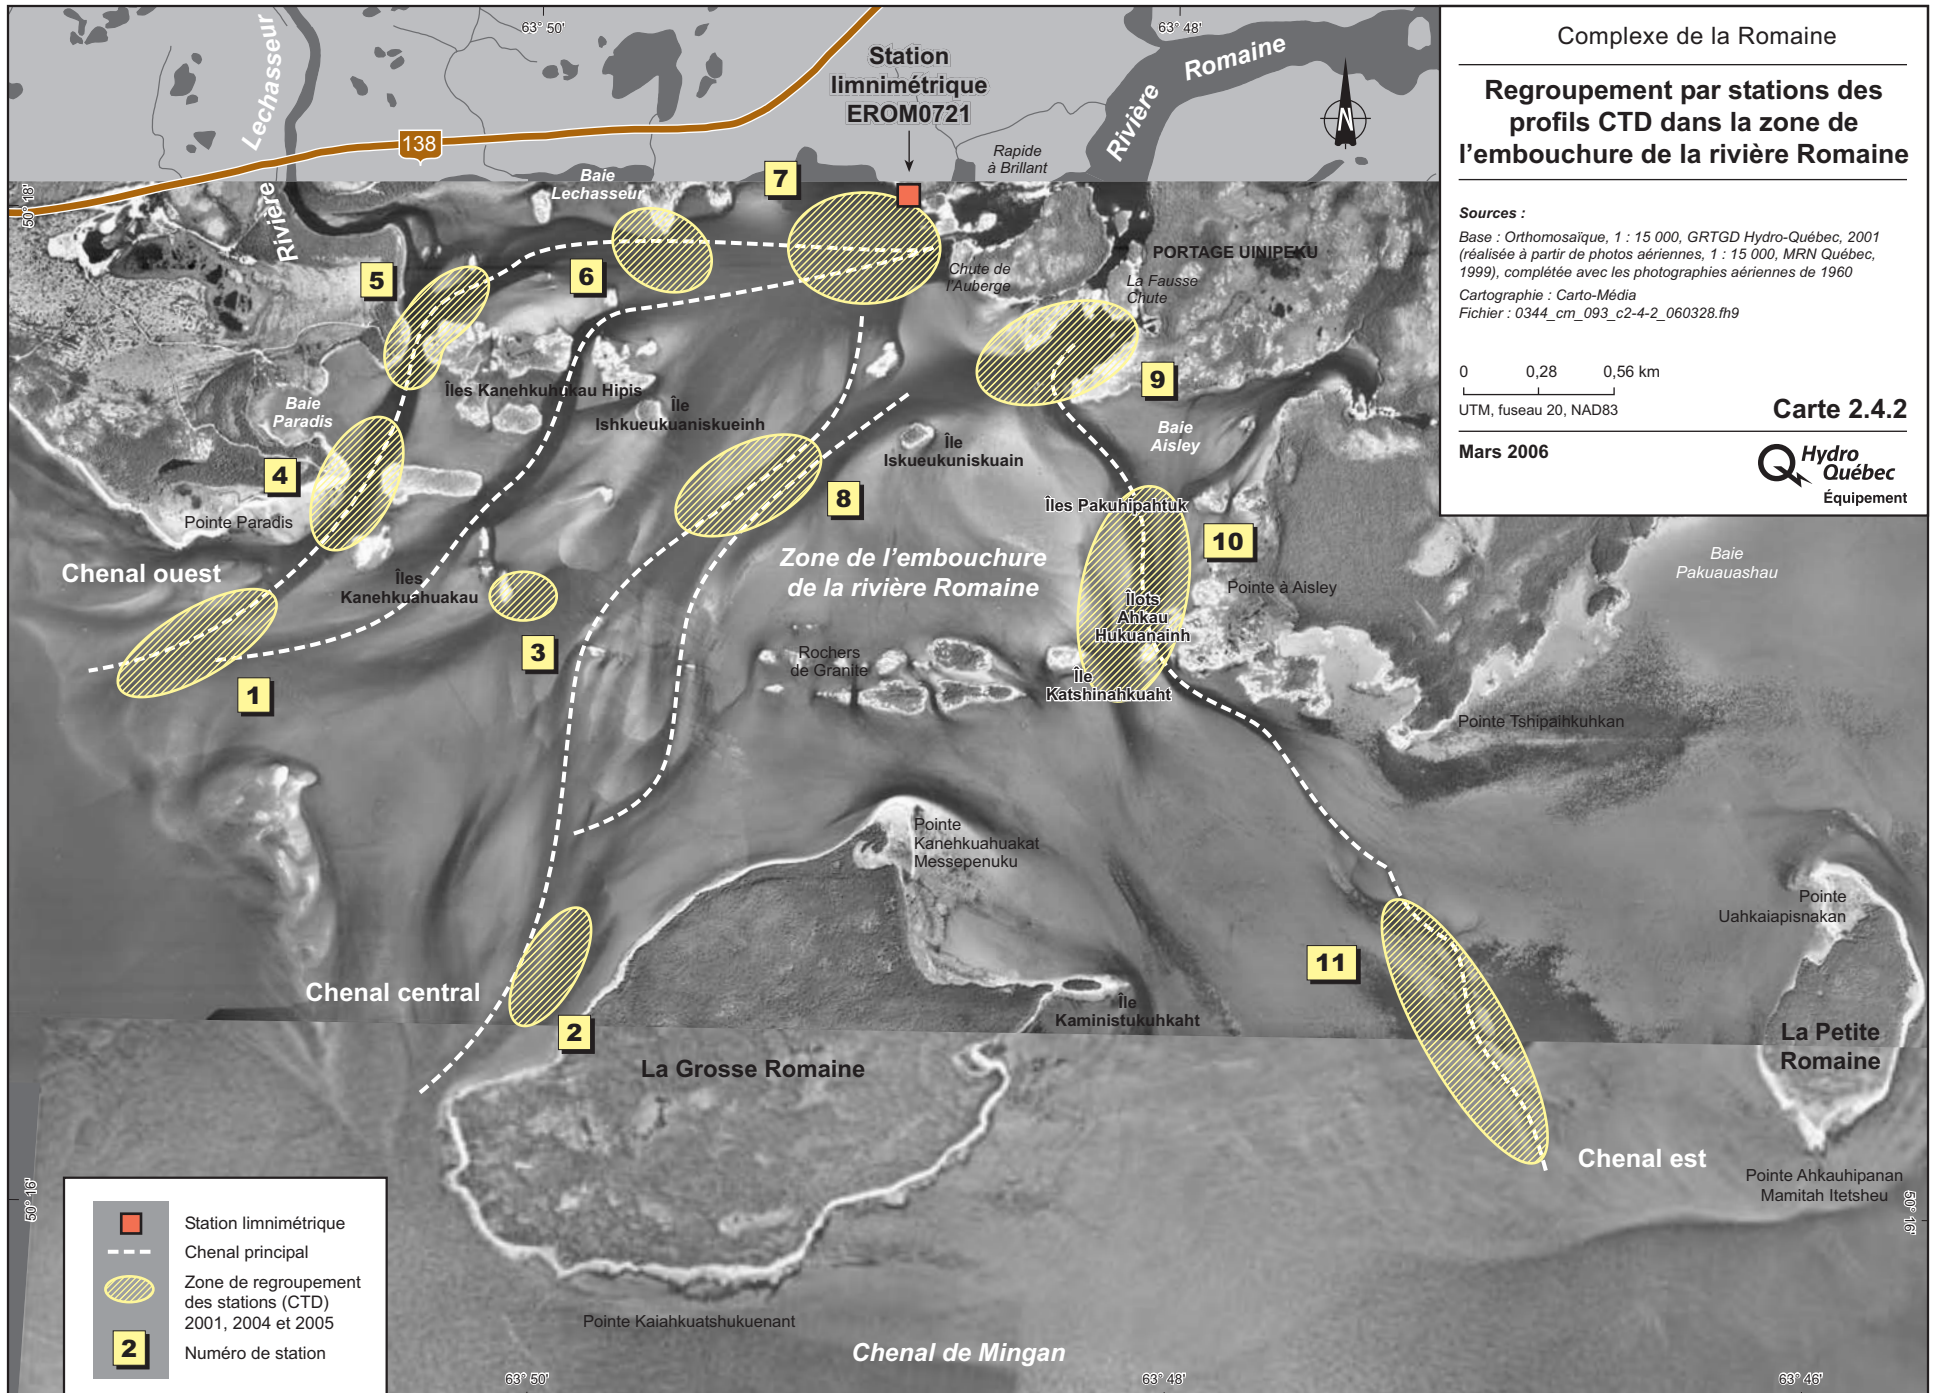 63° 50'
63° 48'
Complexe de la Romaine
Regroupement par stations des
profils CTD dans la zone de
l'embouchure de la rivière Romaine
Sources :
Base : Orthomosaïque, 1 : 15 000, GRTGD Hydro-Québec, 2001
(réalisée à partir de photos aériennes, 1 : 15 000, MRN Québec,
1999), complétée avec les photographies aériennes de 1960
Cartographie : Carto-Média
Fichier : 0344_cm_093_c2-4-2_060328.fh9
0 0,28 0,56 km
UTM, fuseau 20, NAD83
Carte 2.4.2
Mars 2006
Hydro
Québec
Équipement
N
Rivière Lechasseur
Station
limnimétrique
EROM0721
Rivière Romaine
138
Rapide
à Brillant
50° 18'
Baie
Lechasseur
7
5
6
PORTAGE UINIPEKU
Chute de
l'Auberge
La Fausse
Chute
9
Îles Kanehkuhukau Hipis
Île
Ishkueukuaniskueinh
Baie
Paradis
Île
Iskueukuniskuain
Baie
Aisley
4
8
Pointe Paradis
Îles Pakuhipahtuk
10
Chenal ouest
Îles
Kanehkuahuakau
Zone de l'embouchure
de la rivière Romaine
Pointe à Aisley
Baie
Pakuauashau
Îlots
Ahkau
Hukuanainh
3
Rochers
de Granite
Île
Katshinahkuaht
1
Pointe Tshipaihkuhkan
Pointe
Kanehkuahuakat
Messepenuku
Pointe
Uahkaiapisnakan
11
Chenal central
Île
Kaministukuhkaht
2
La Grosse Romaine
La Petite
Romaine
Chenal est
Pointe Ahkauhipanan
Mamitah Itetsheu
50° 16'
50° 16'
Station limnimétrique
Chenal principal
Zone de regroupement
des stations (CTD)
2001, 2004 et 2005
2
Numéro de station
Pointe Kaiahkuatshukuenant
Chenal de Mingan
63° 50'
63° 48'
63° 46'